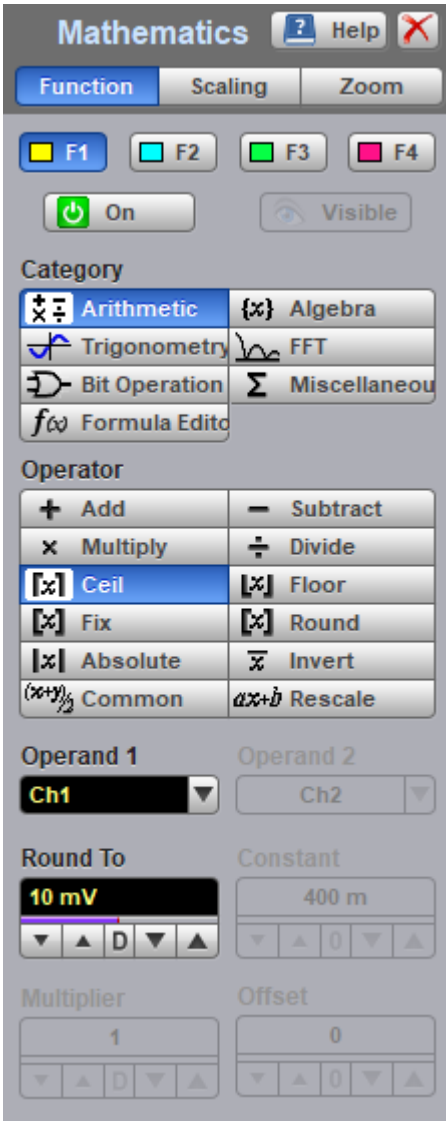 Mathematics ? Help
Function Scaling Zoom
F1 F2 F3 F4
On Visible
Category
Arithmetic {x} Algebra
Trigonometry FFT
Bit Operation Σ Miscellaneou
f(x) Formula Edito
Operator
+ Add − Subtract
× Multiply ÷ Divide
⌈x⌉ Ceil ⌊x⌋ Floor
[x] Fix [x] Round
|x| Absolute x̅ Invert
(x+y)/2 Common ax+b Rescale
Operand 1 Operand 2
Ch1 Ch2
Round To Constant
10 mV 400 m
D 0
Multiplier Offset
1 0
D 0